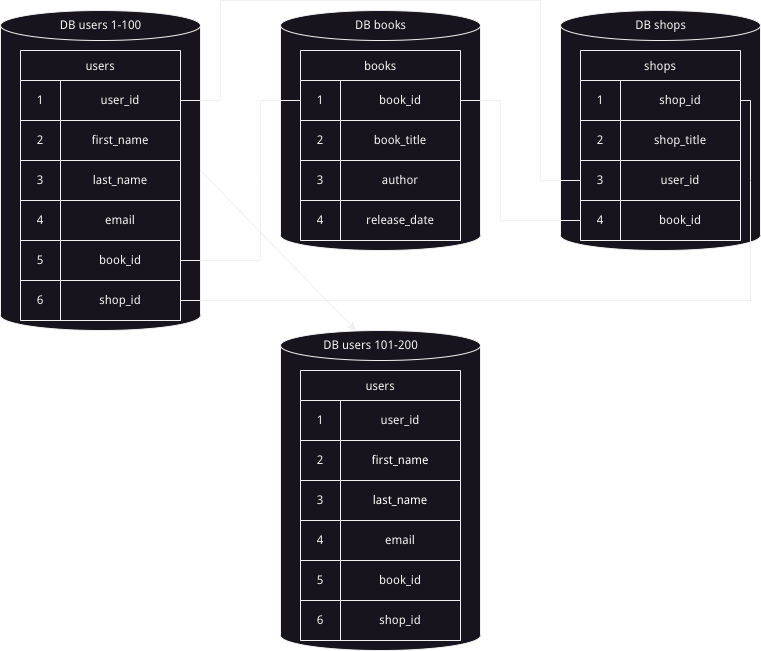 DB users 1-100
users
1 user_id
2 first_name
3 last_name
4 email
5 book_id
6 shop_id
DB books
books
1 book_id
2 book_title
3 author
4 release_date
DB shops
shops
1 shop_id
2 shop_title
3 user_id
4 book_id
DB users 101-200
users
1 user_id
2 first_name
3 last_name
4 email
5 book_id
6 shop_id